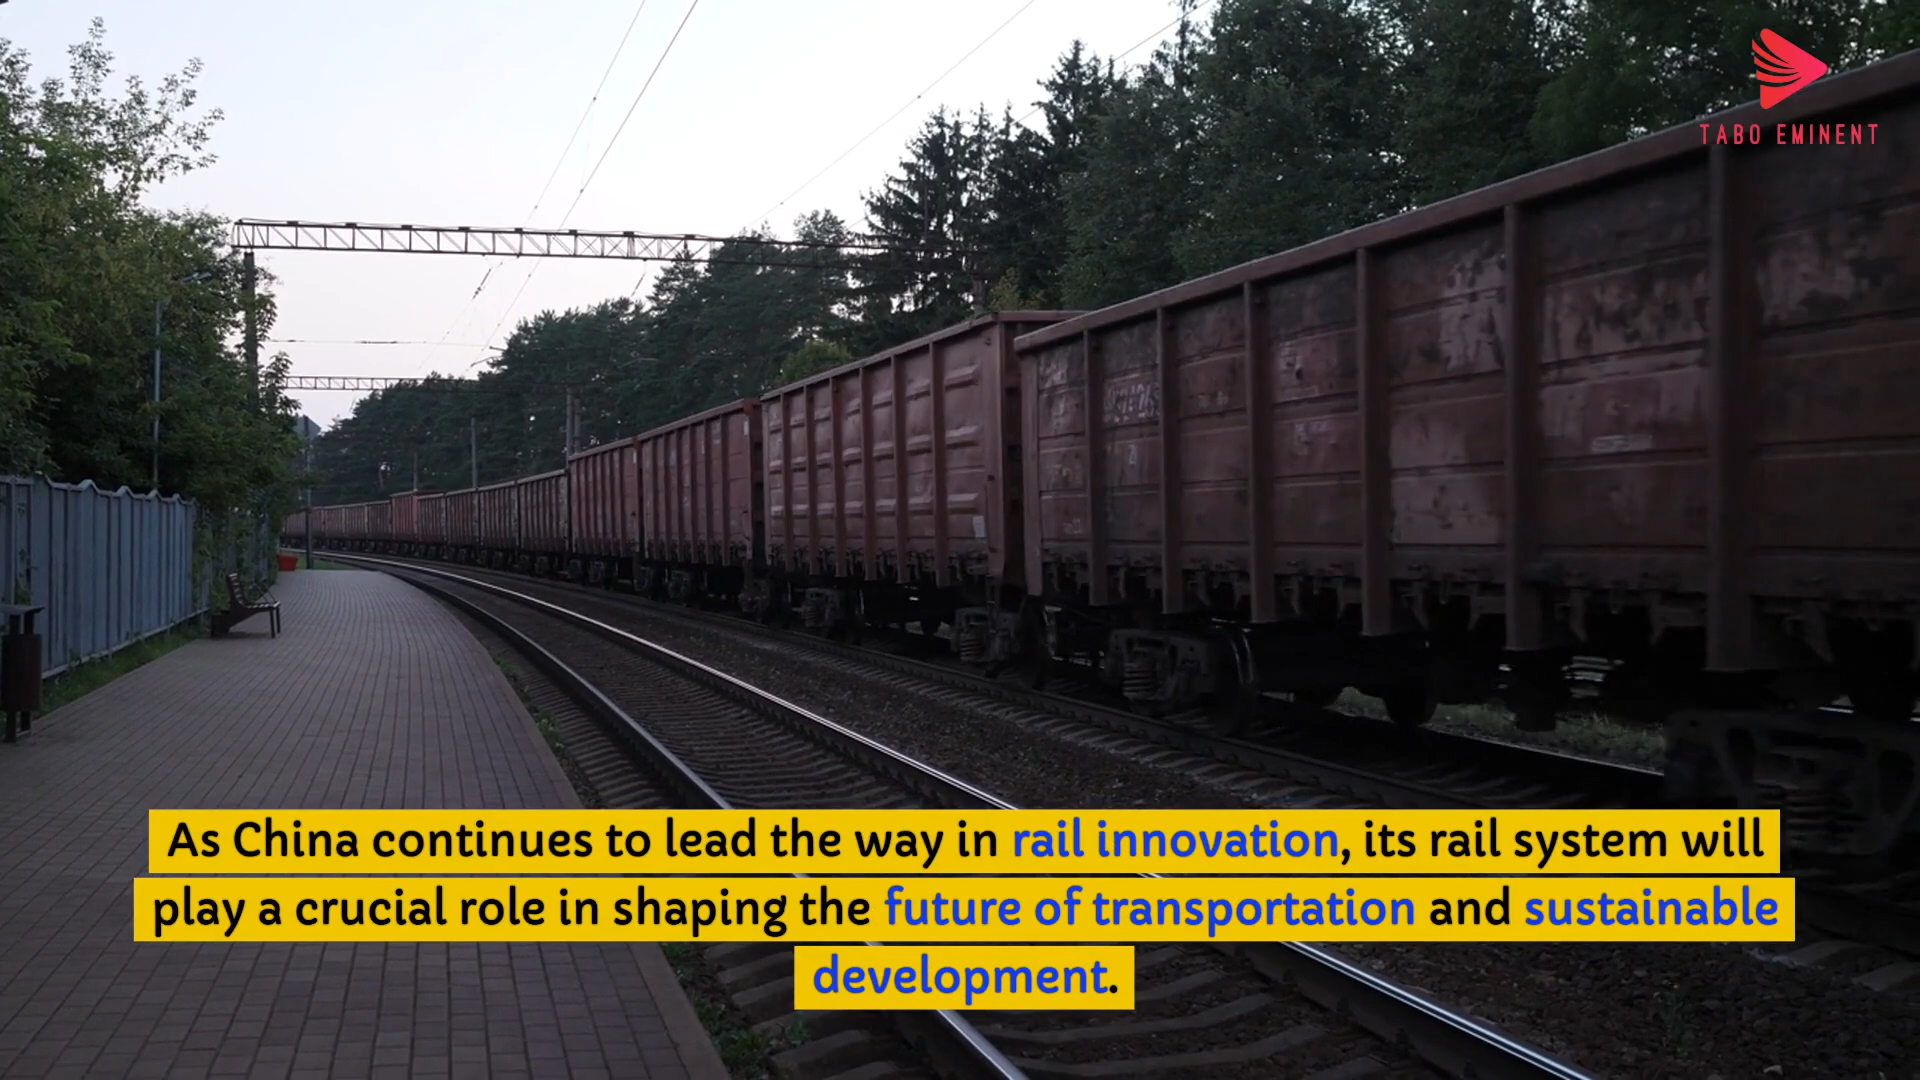 TABO EMINENT
As China continues to lead the way in rail innovation, its rail system will
play a crucial role in shaping the future of transportation and sustainable
development.